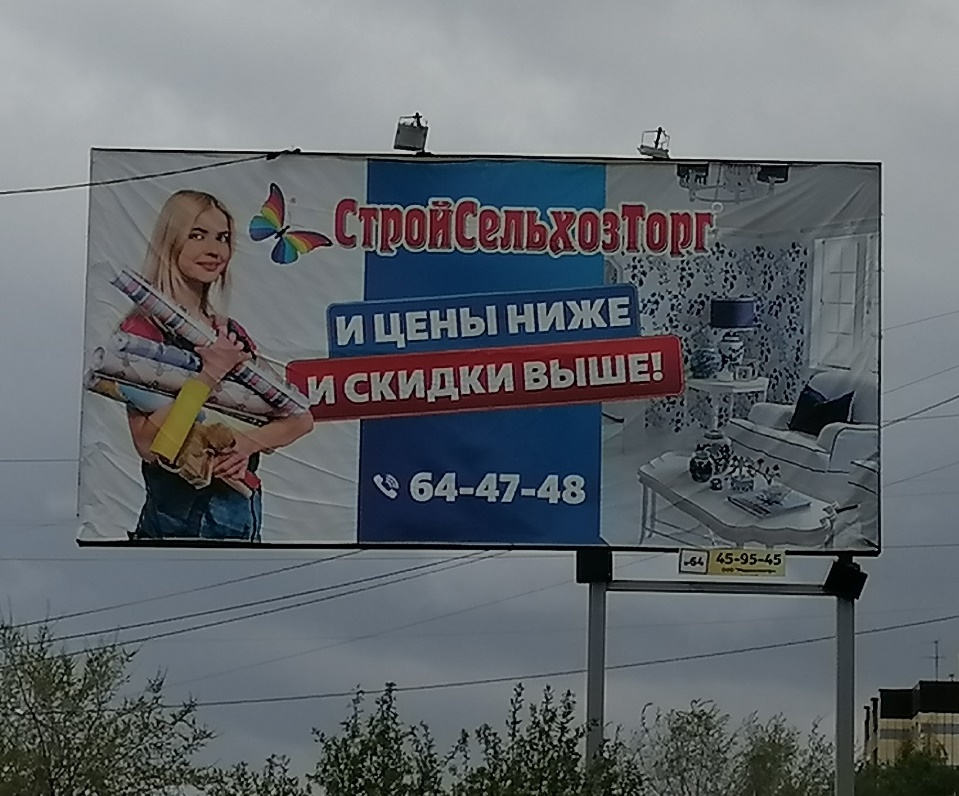 СтройСельхозТорг
И ЦЕНЫ НИЖЕ
И СКИДКИ ВЫШЕ!
64-47-48
45-95-45